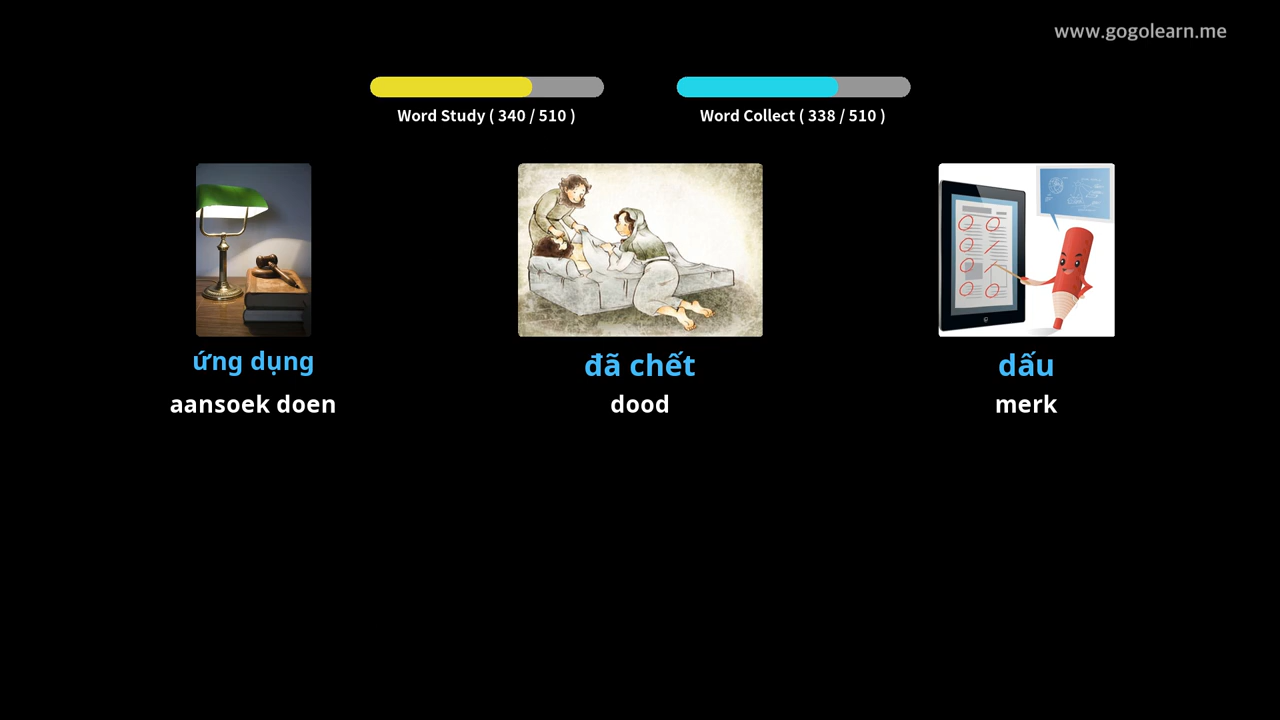 www.gogolearn.me
Word Study ( 340 / 510 )
Word Collect ( 338 / 510 )
ứng dụng
aansoek doen
đã chết
dood
dấu
merk